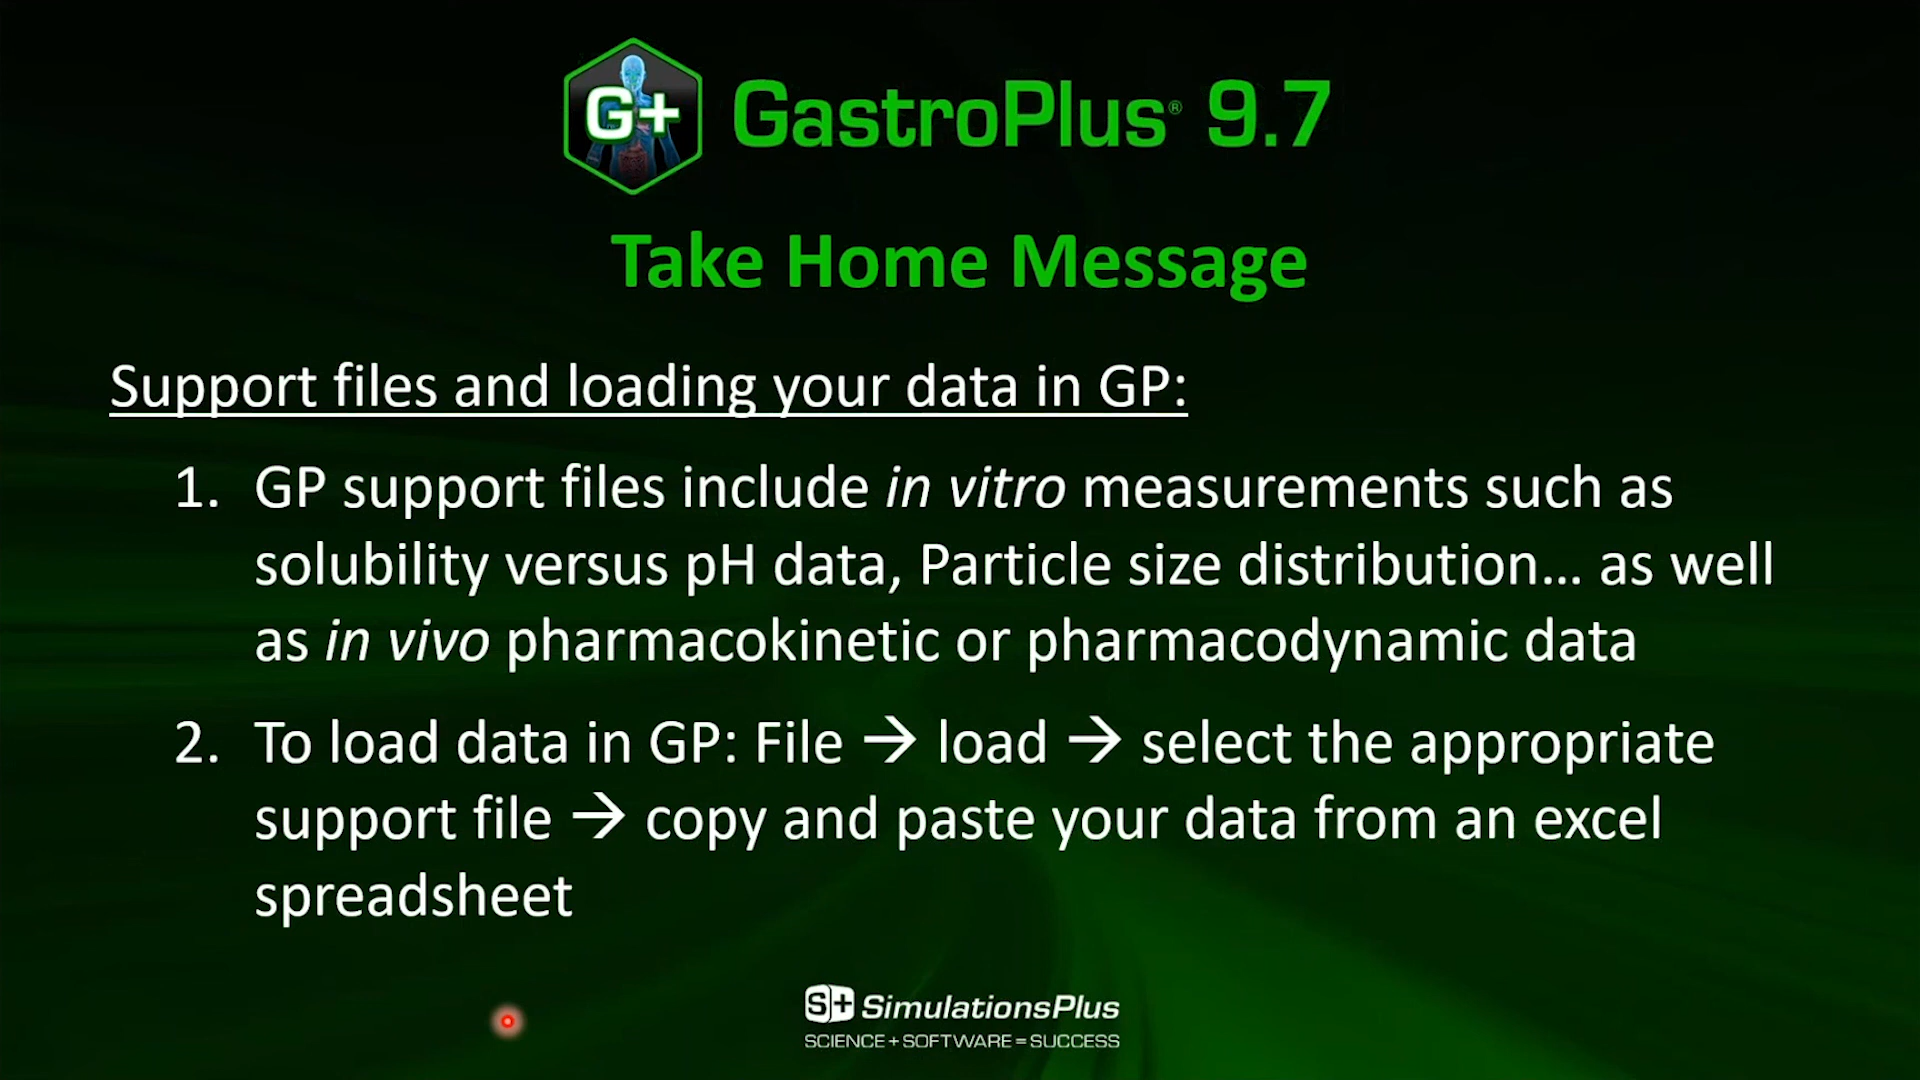 G+ GastroPlus® 9.7
Take Home Message
Support files and loading your data in GP:
1. GP support files include in vitro measurements such as
solubility versus pH data, Particle size distribution... as well
as in vivo pharmacokinetic or pharmacodynamic data
2. To load data in GP: File → load → select the appropriate
support file → copy and paste your data from an excel
spreadsheet
S+ SimulationsPlus
SCIENCE + SOFTWARE = SUCCESS